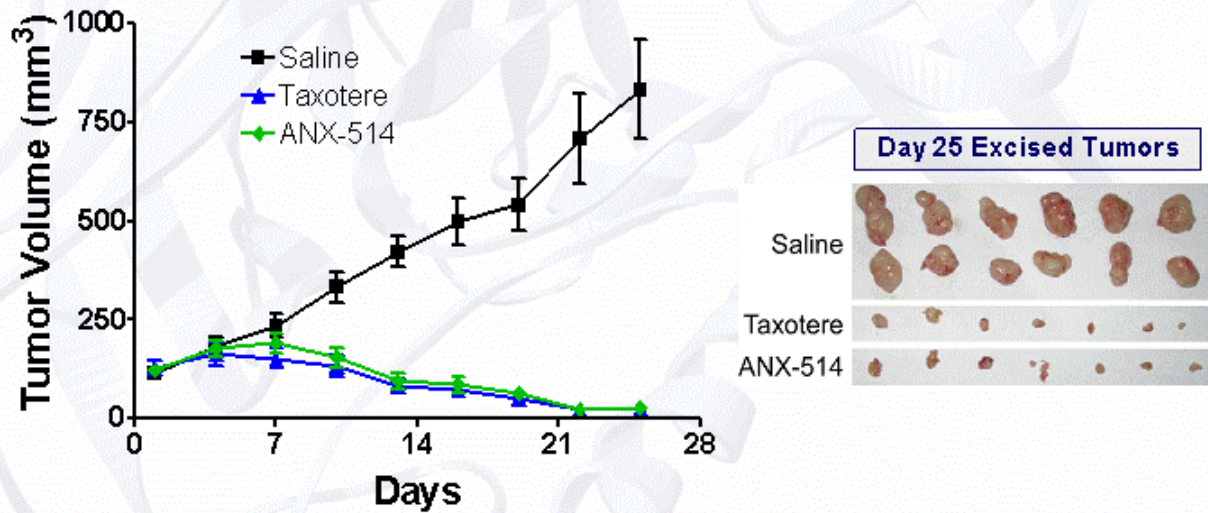 Tumor Volume (mm³)
1000
750
500
250
0
0 7 14 21 28
Days
Saline
Taxotere
ANX-514
Day 25 Excised Tumors
Saline
Taxotere
ANX-514